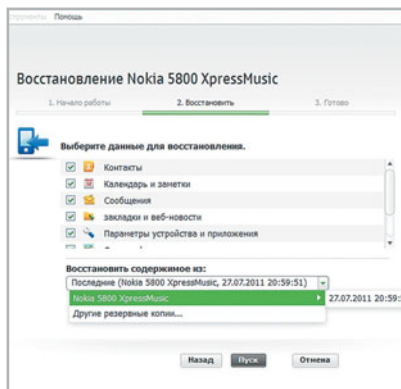 Помощь
Восстановление Nokia 5800 XpressMusic
1. Начало работы 2. Восстановить 3. Готово
Выберите данные для восстановления.
Контакты
Календарь и заметки
Сообщения
закладки и веб-новости
Параметры устройства и приложения
Восстановить содержимое из:
Последние (Nokia 5800 XpressMusic, 27.07.2011 20:59:51)
Nokia 5800 XpressMusic 27.07.2011 20:59:
Другие резервные копии...
Назад Пуск Отмена